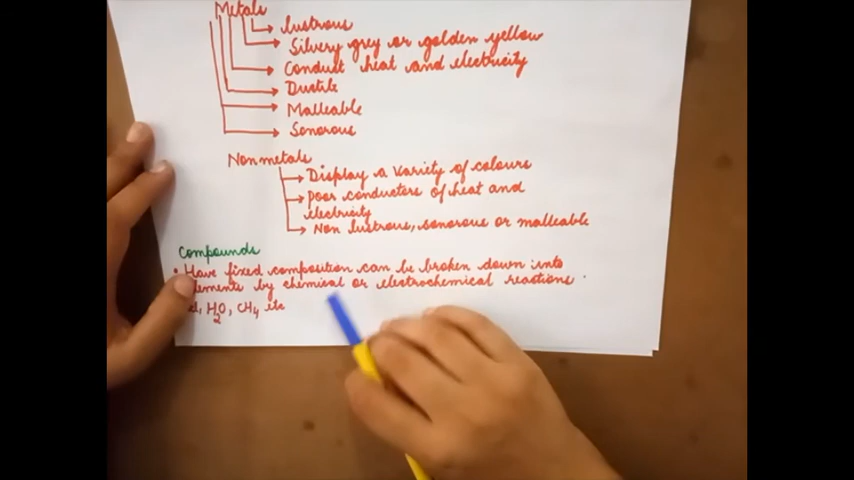 Metals
lustrous
Silvery grey or golden yellow
Conduct heat and electricity
Ductile
Malleable
Sonorous
Nonmetals
Display a variety of colours
Poor conductors of heat and
electricity
Non lustrous, sonorous or malleable
Compounds
• Have fixed composition can be broken down into
lements by chemical or electrochemical reactions
H2O, CH4 etc